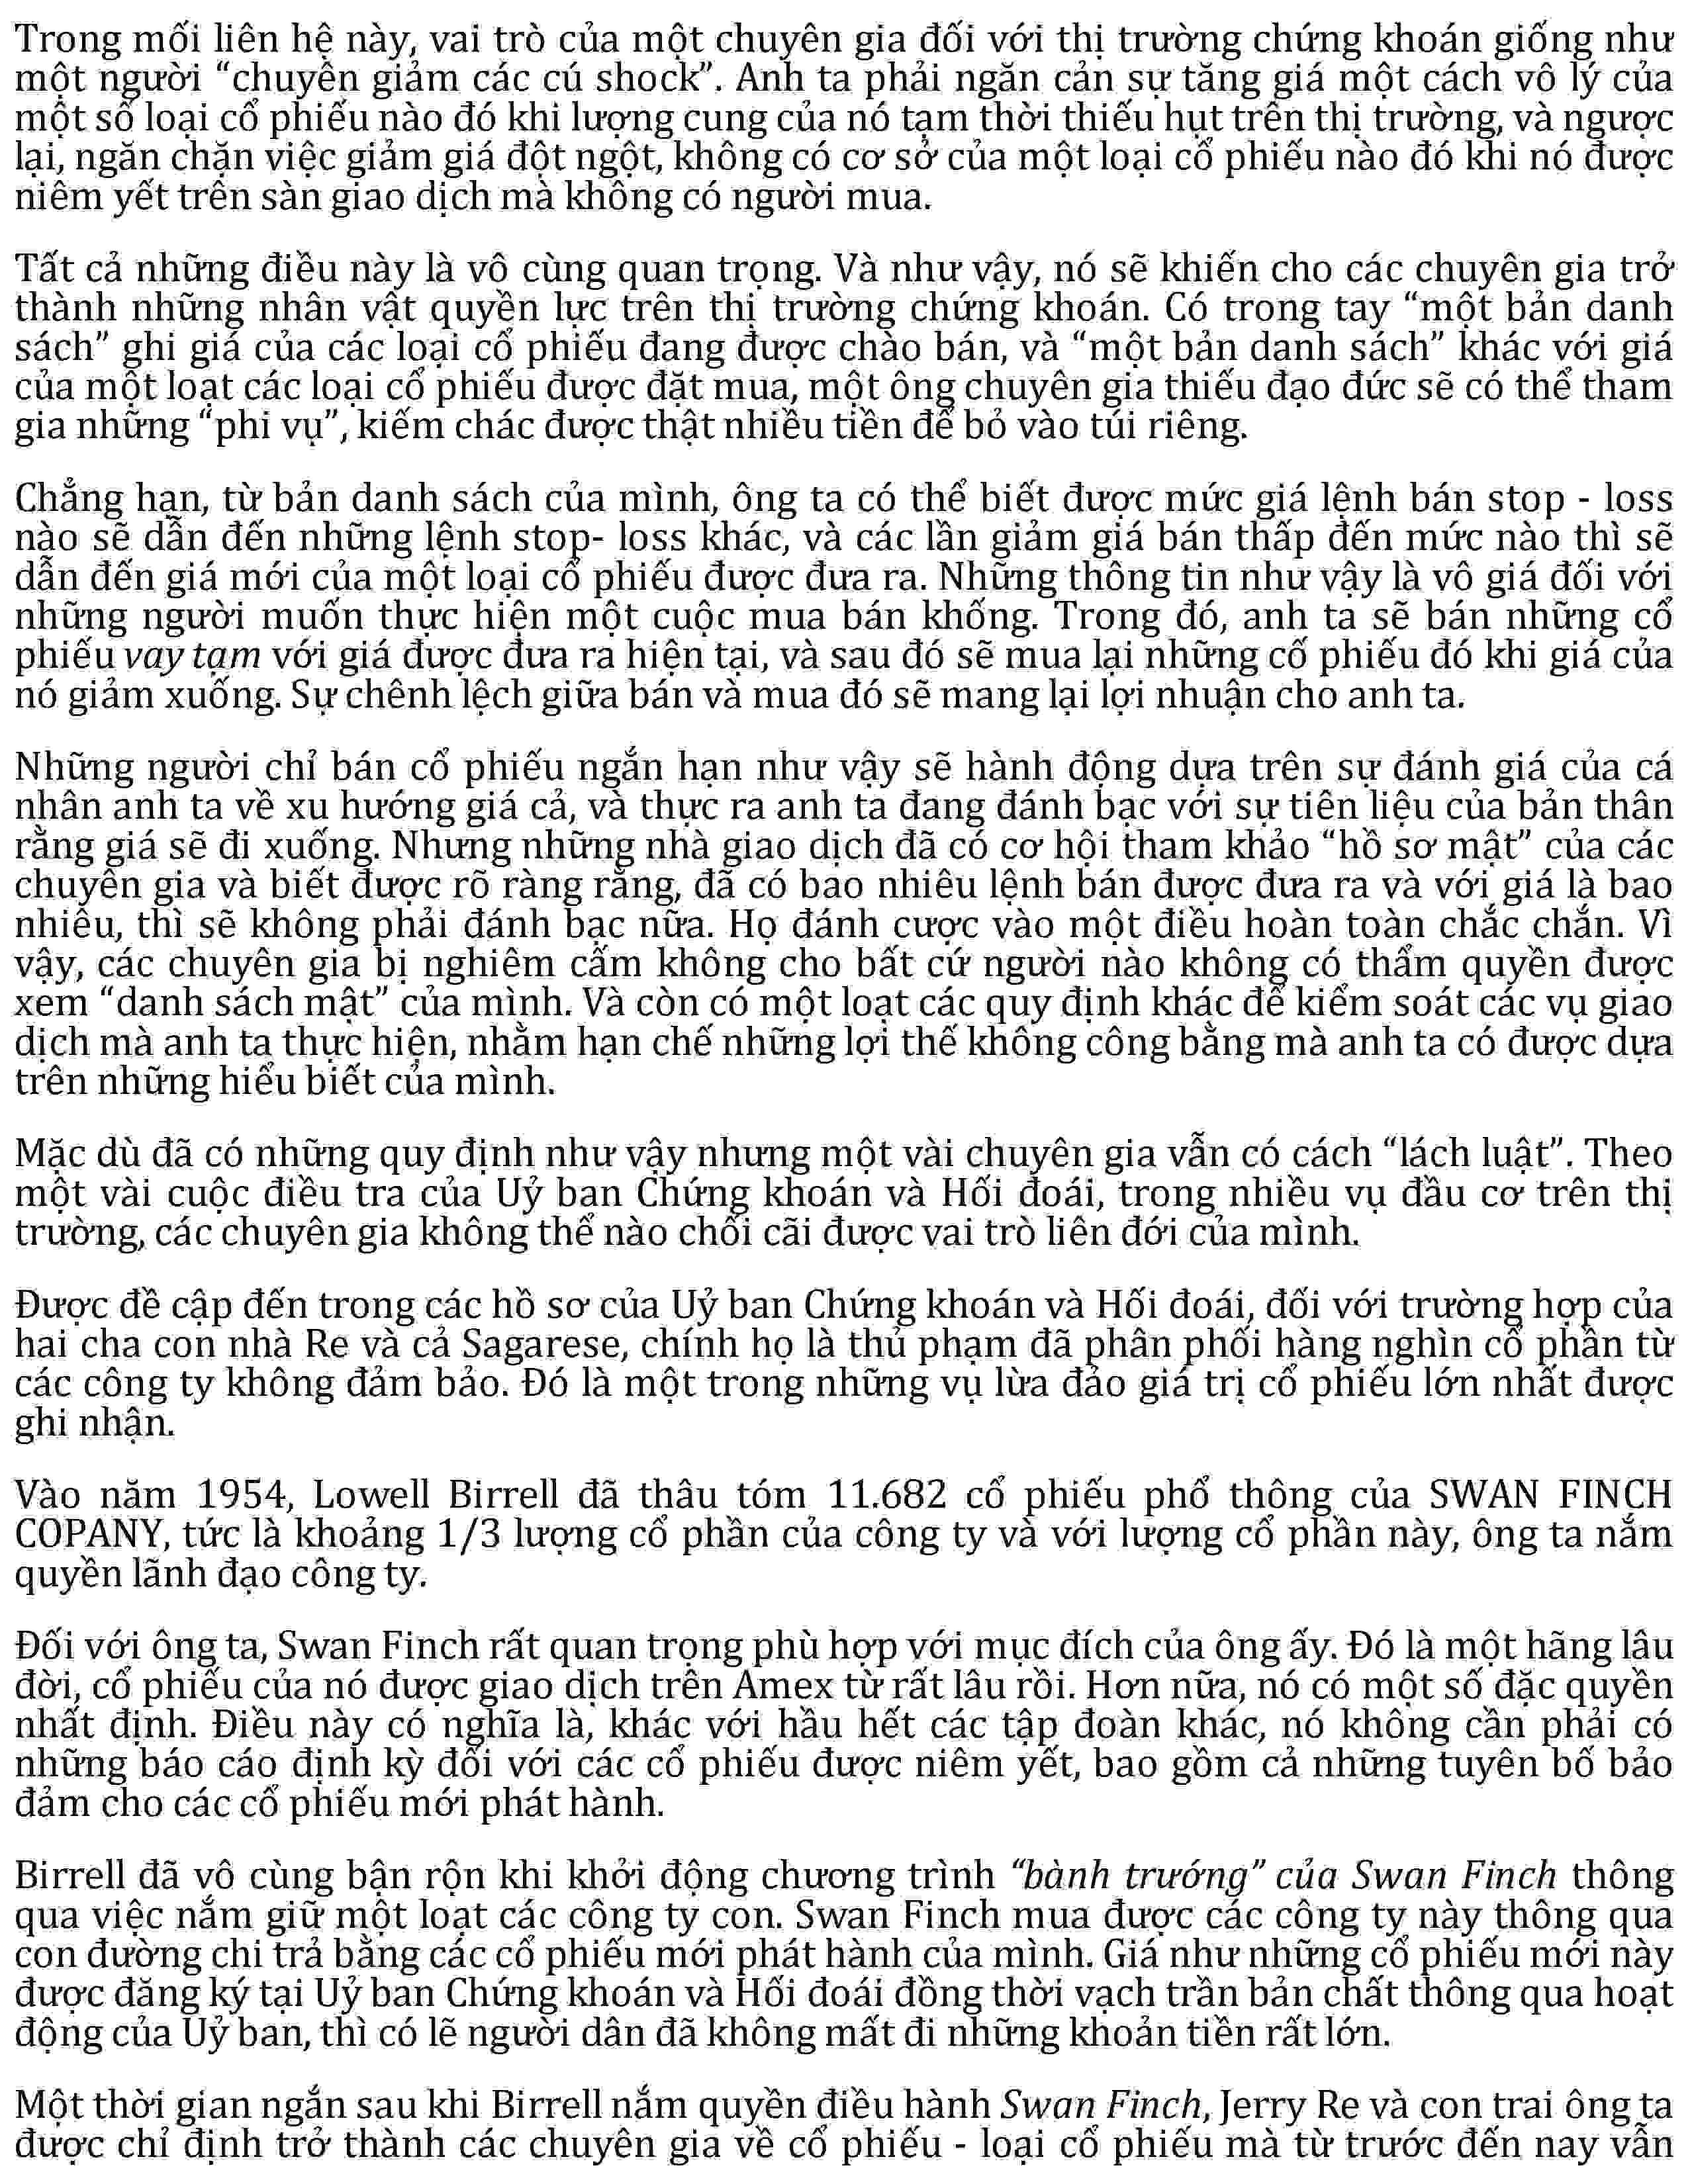 Trong mối liên hệ này, vai trò của một chuyên gia đối với thị trường chứng khoán giống như
một người “chuyên giảm các cú shock”. Anh ta phải ngăn cản sự tăng giá một cách vô lý của
một số loại cổ phiếu nào đó khi lượng cung của nó tạm thời thiếu hụt trên thị trường, và ngược
lại, ngăn chặn việc giảm giá đột ngột, không có cơ sở của một loại cổ phiếu nào đó khi nó được
niêm yết trên sàn giao dịch mà không có người mua.
Tất cả những điều này là vô cùng quan trọng. Và như vậy, nó sẽ khiến cho các chuyên gia trở
thành những nhân vật quyền lực trên thị trường chứng khoán. Có trong tay “một bản danh
sách” ghi giá của các loại cổ phiếu đang được chào bán, và “một bản danh sách” khác với giá
của một loạt các loại cổ phiếu được đặt mua, một ông chuyên gia thiếu đạo đức sẽ có thể tham
gia những “phi vụ”, kiếm chác được thật nhiều tiền để bỏ vào túi riêng.
Chẳng hạn, từ bản danh sách của mình, ông ta có thể biết được mức giá lệnh bán stop - loss
nào sẽ dẫn đến những lệnh stop- loss khác, và các lần giảm giá bán thấp đến mức nào thì sẽ
dẫn đến giá mới của một loại cổ phiếu được đưa ra. Những thông tin như vậy là vô giá đối với
những người muốn thực hiện một cuộc mua bán khống. Trong đó, anh ta sẽ bán những cổ
phiếu vay tạm với giá được đưa ra hiện tại, và sau đó sẽ mua lại những cổ phiếu đó khi giá của
nó giảm xuống. Sự chênh lệch giữa bán và mua đó sẽ mang lại lợi nhuận cho anh ta.
Những người chỉ bán cổ phiếu ngắn hạn như vậy sẽ hành động dựa trên sự đánh giá của cá
nhân anh ta về xu hướng giá cả, và thực ra anh ta đang đánh bạc với sự tiên liệu của bản thân
rằng giá sẽ đi xuống. Nhưng những nhà giao dịch đã có cơ hội tham khảo “hồ sơ mật” của các
chuyên gia và biết được rõ ràng rằng, đã có bao nhiêu lệnh bán được đưa ra và với giá là bao
nhiêu, thì sẽ không phải đánh bạc nữa. Họ đánh cược vào một điều hoàn toàn chắc chắn. Vì
vậy, các chuyên gia bị nghiêm cấm không cho bất cứ người nào không có thẩm quyền được
xem “danh sách mật” của mình. Và còn có một loạt các quy định khác để kiểm soát các vụ giao
dịch mà anh ta thực hiện, nhằm hạn chế những lợi thế không công bằng mà anh ta có được dựa
trên những hiểu biết của mình.
Mặc dù đã có những quy định như vậy nhưng một vài chuyên gia vẫn có cách “lách luật”. Theo
một vài cuộc điều tra của Uỷ ban Chứng khoán và Hối đoái, trong nhiều vụ đầu cơ trên thị
trường, các chuyên gia không thể nào chối cãi được vai trò liên đới của mình.
Được đề cập đến trong các hồ sơ của Uỷ ban Chứng khoán và Hối đoái, đối với trường hợp của
hai cha con nhà Re và cả Sagarese, chính họ là thủ phạm đã phân phối hàng nghìn cổ phần từ
các công ty không đảm bảo. Đó là một trong những vụ lừa đảo giá trị cổ phiếu lớn nhất được
ghi nhận.
Vào năm 1954, Lowell Birrell đã thâu tóm 11.682 cổ phiếu phổ thông của SWAN FINCH
COPANY, tức là khoảng 1/3 lượng cổ phần của công ty và với lượng cổ phần này, ông ta nắm
quyền lãnh đạo công ty.
Đối với ông ta, Swan Finch rất quan trọng phù hợp với mục đích của ông ấy. Đó là một hãng lâu
đời, cổ phiếu của nó được giao dịch trên Amex từ rất lâu rồi. Hơn nữa, nó có một số đặc quyền
nhất định. Điều này có nghĩa là, khác với hầu hết các tập đoàn khác, nó không cần phải có
những báo cáo định kỳ đối với các cổ phiếu được niêm yết, bao gồm cả những tuyên bố bảo
đảm cho các cổ phiếu mới phát hành.
Birrell đã vô cùng bận rộn khi khởi động chương trình “bành trướng” của Swan Finch thông
qua việc nắm giữ một loạt các công ty con. Swan Finch mua được các công ty này thông qua
con đường chi trả bằng các cổ phiếu mới phát hành của mình. Giá như những cổ phiếu mới này
được đăng ký tại Uỷ ban Chứng khoán và Hối đoái đồng thời vạch trần bản chất thông qua hoạt
động của Uỷ ban, thì có lẽ người dân đã không mất đi những khoản tiền rất lớn.
Một thời gian ngắn sau khi Birrell nắm quyền điều hành Swan Finch, Jerry Re và con trai ông ta
được chỉ định trở thành các chuyên gia về cổ phiếu - loại cổ phiếu mà từ trước đến nay vẫn